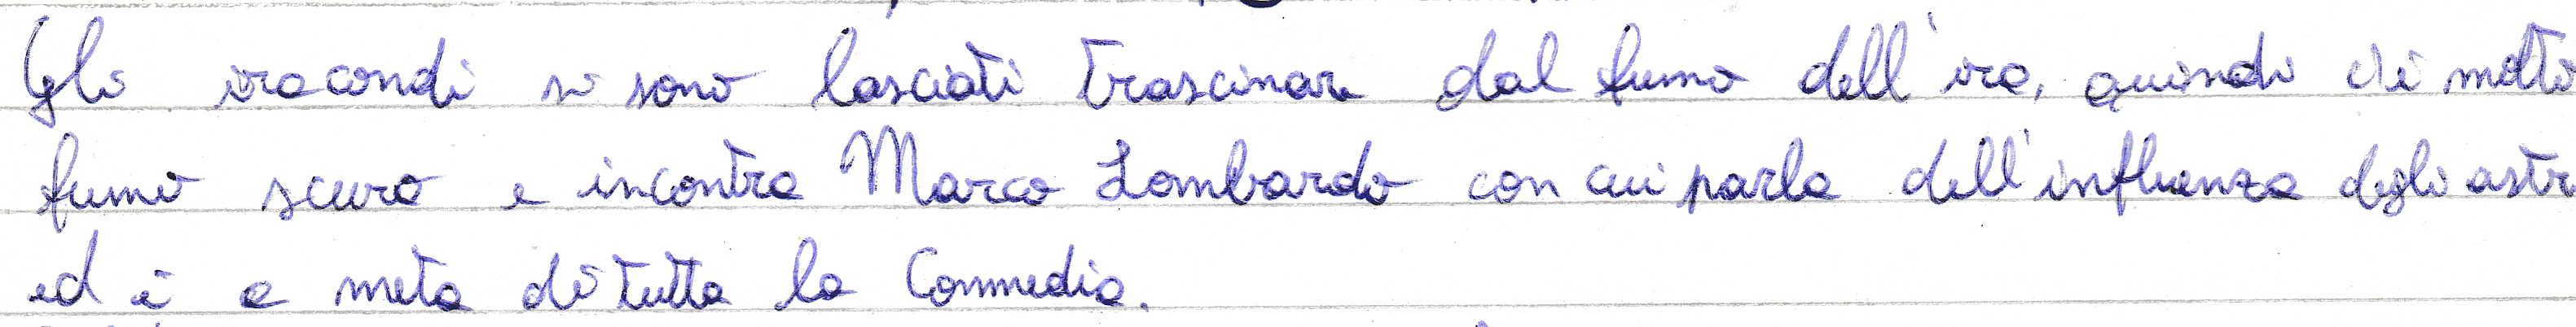 Gli iracondi si sono lasciati trascinare dal fumo dell'ira, quindi c'è molto
fumo scuro e incontra Marco Lombardo con cui parla dell'influenza degli astri
ed è a metà di tutta la Commedia.